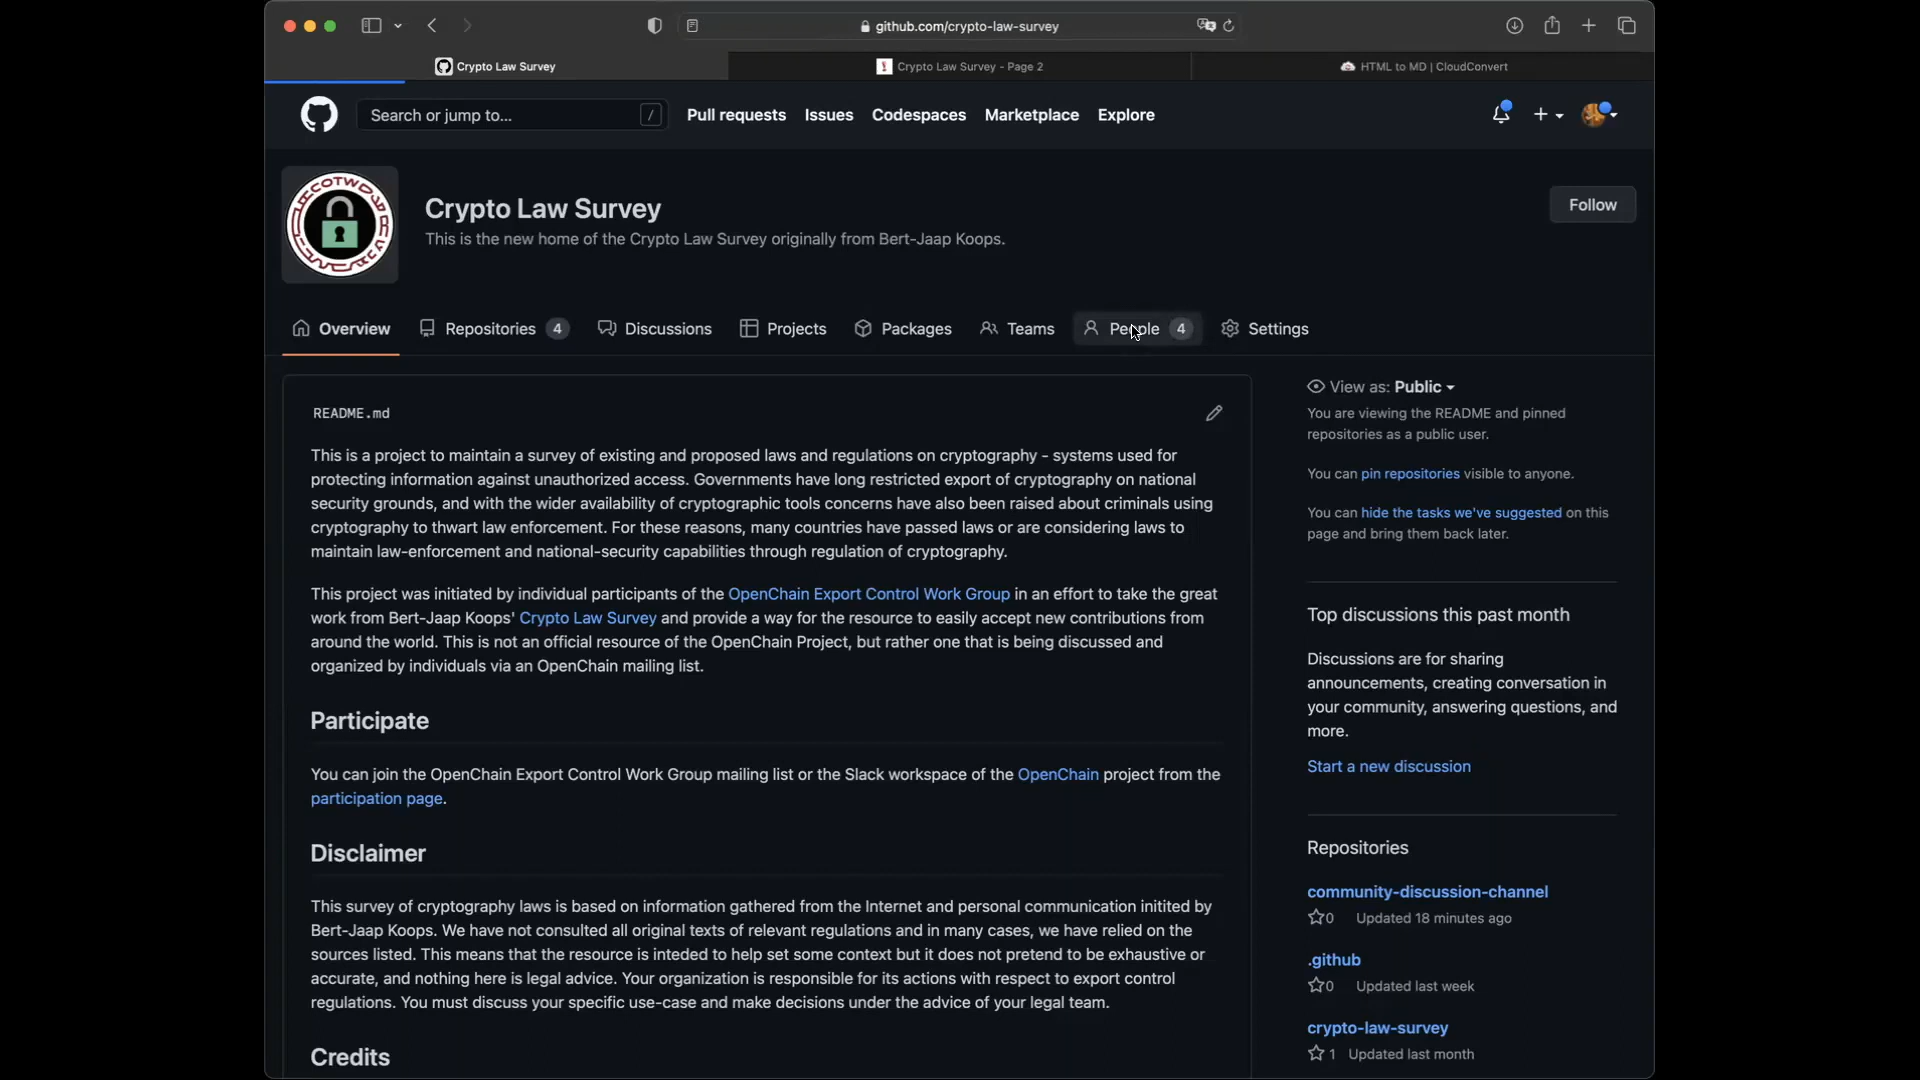 github.com/crypto-law-survey
Crypto Law Survey
Crypto Law Survey - Page 2
HTML to MD | CloudConvert
Search or jump to... /
Pull requests Issues Codespaces Marketplace Explore
Crypto Law Survey
This is the new home of the Crypto Law Survey originally from Bert-Jaap Koops.
Follow
Overview Repositories 4 Discussions Projects Packages Teams People 4 Settings
README.md
This is a project to maintain a survey of existing and proposed laws and regulations on cryptography - systems used for
protecting information against unauthorized access. Governments have long restricted export of cryptography on national
security grounds, and with the wider availability of cryptographic tools concerns have also been raised about criminals using
cryptography to thwart law enforcement. For these reasons, many countries have passed laws or are considering laws to
maintain law-enforcement and national-security capabilities through regulation of cryptography.
This project was initiated by individual participants of the OpenChain Export Control Work Group in an effort to take the great
work from Bert-Jaap Koops' Crypto Law Survey and provide a way for the resource to easily accept new contributions from
around the world. This is not an official resource of the OpenChain Project, but rather one that is being discussed and
organized by individuals via an OpenChain mailing list.
Participate
You can join the OpenChain Export Control Work Group mailing list or the Slack workspace of the OpenChain project from the
participation page.
Disclaimer
This survey of cryptography laws is based on information gathered from the Internet and personal communication initited by
Bert-Jaap Koops. We have not consulted all original texts of relevant regulations and in many cases, we have relied on the
sources listed. This means that the resource is inteded to help set some context but it does not pretend to be exhaustive or
accurate, and nothing here is legal advice. Your organization is responsible for its actions with respect to export control
regulations. You must discuss your specific use-case and make decisions under the advice of your legal team.
Credits
View as: Public
You are viewing the README and pinned
repositories as a public user.
You can pin repositories visible to anyone.
You can hide the tasks we've suggested on this
page and bring them back later.
Top discussions this past month
Discussions are for sharing
announcements, creating conversation in
your community, answering questions, and
more.
Start a new discussion
Repositories
community-discussion-channel
0 Updated 18 minutes ago
.github
0 Updated last week
crypto-law-survey
1 Updated last month